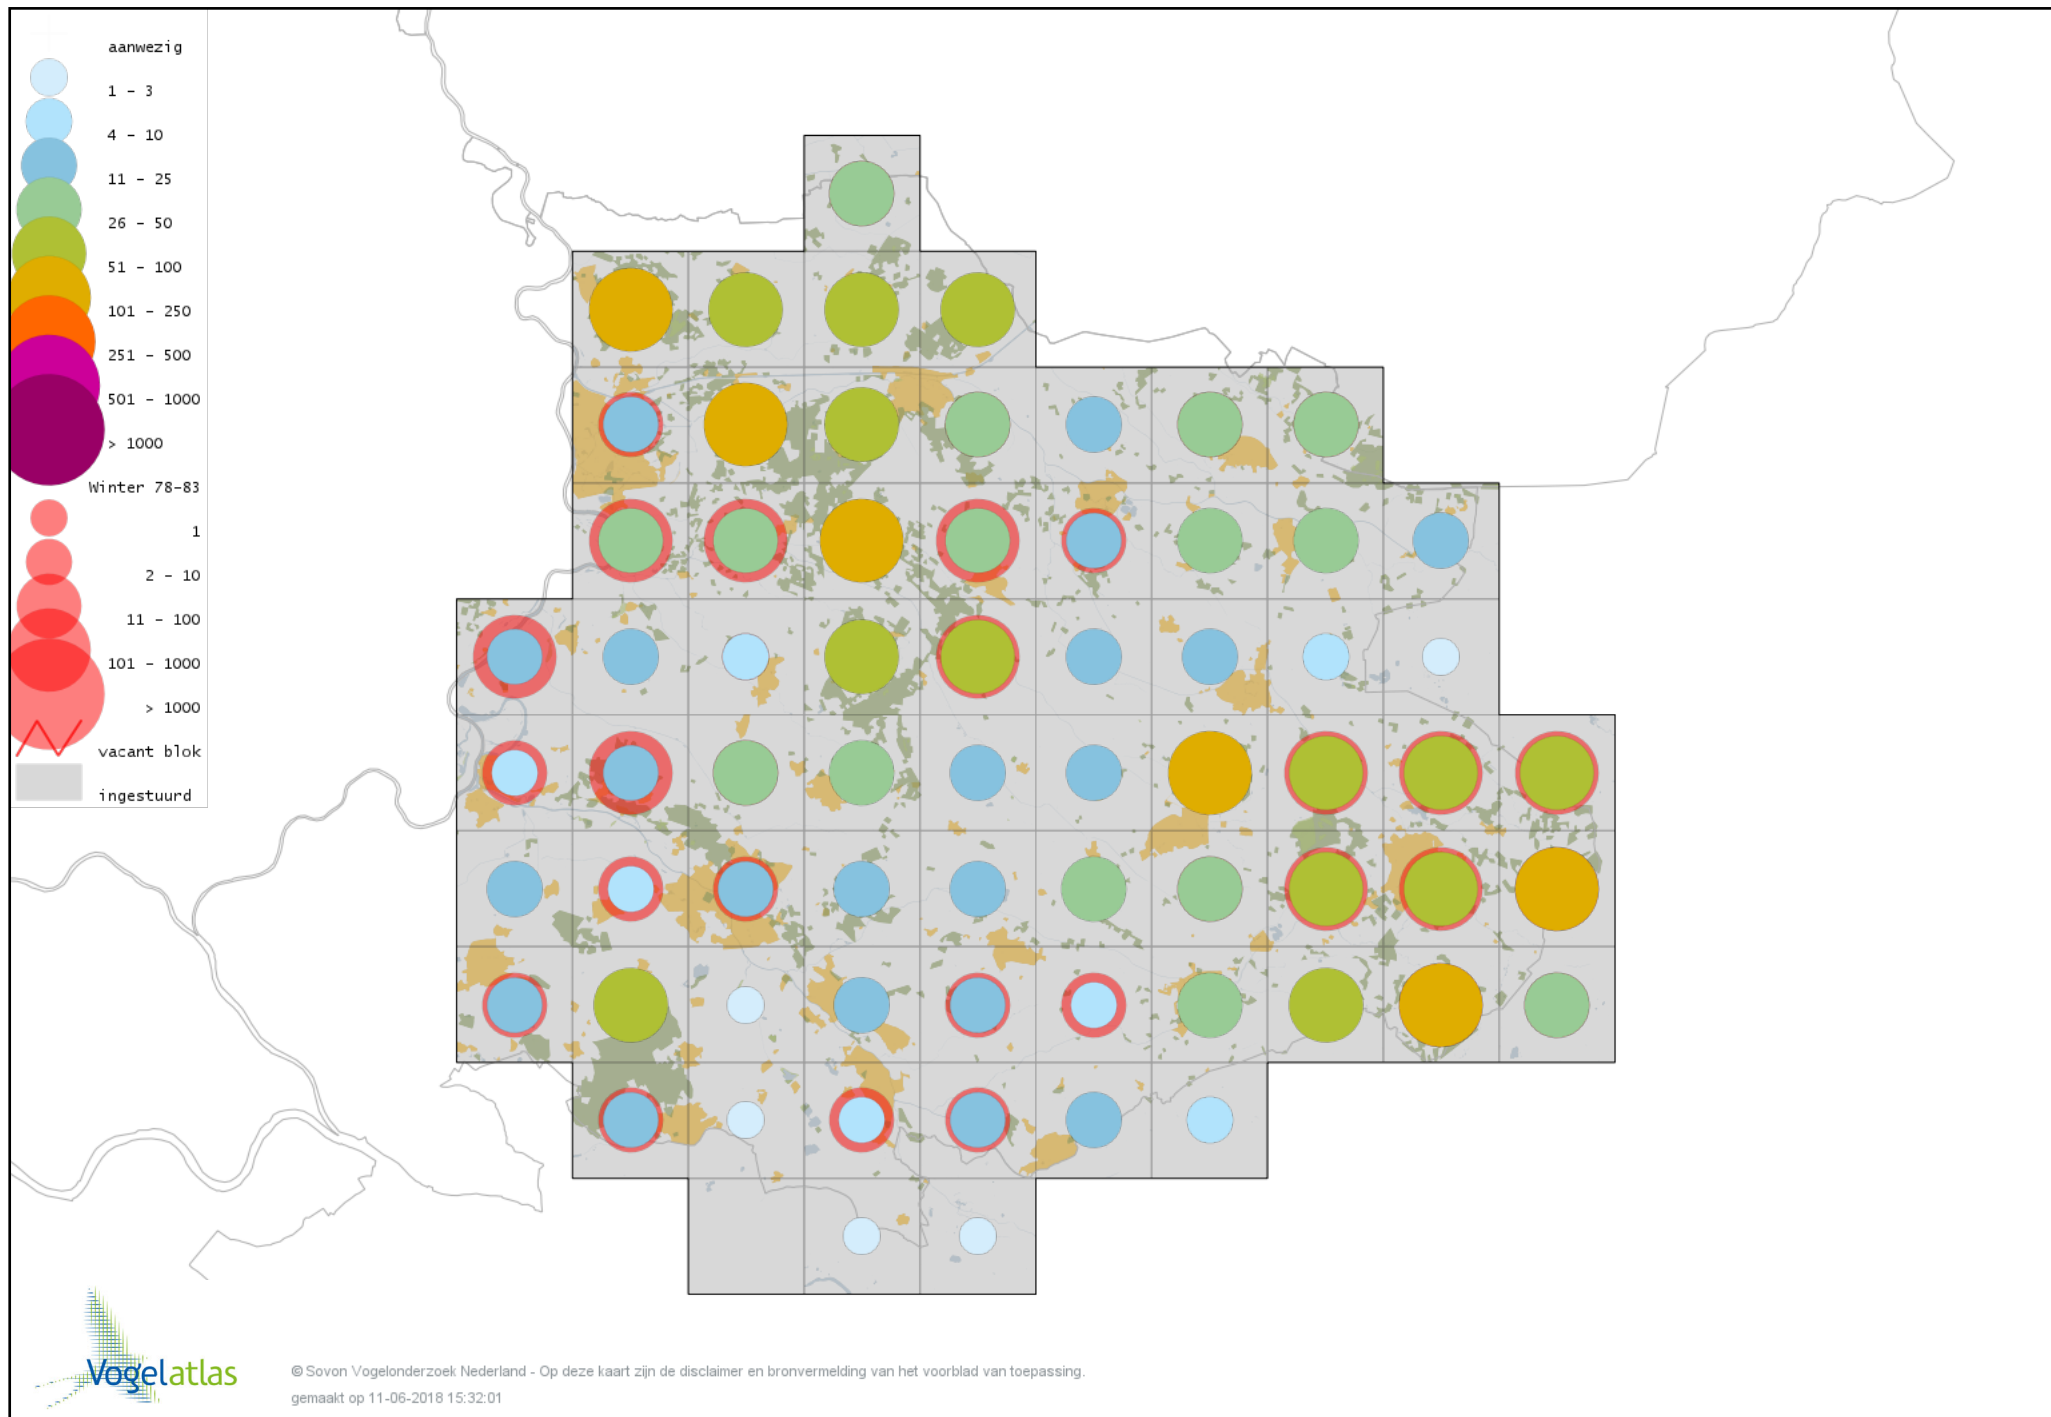 aanwezig
1 - 3
4 - 10
11 - 25
26 - 50
51 - 100
101 - 250
251 - 500
501 - 1000
> 1000
Winter 78-83
1
2 - 10
11 - 100
101 - 1000
> 1000
vacant blok
ingestuurd
Vogelatlas
© Sovon Vogelonderzoek Nederland - Op deze kaart zijn de disclaimer en bronvermelding van het voorblad van toepassing.
gemaakt op 11-06-2018 15:32:01